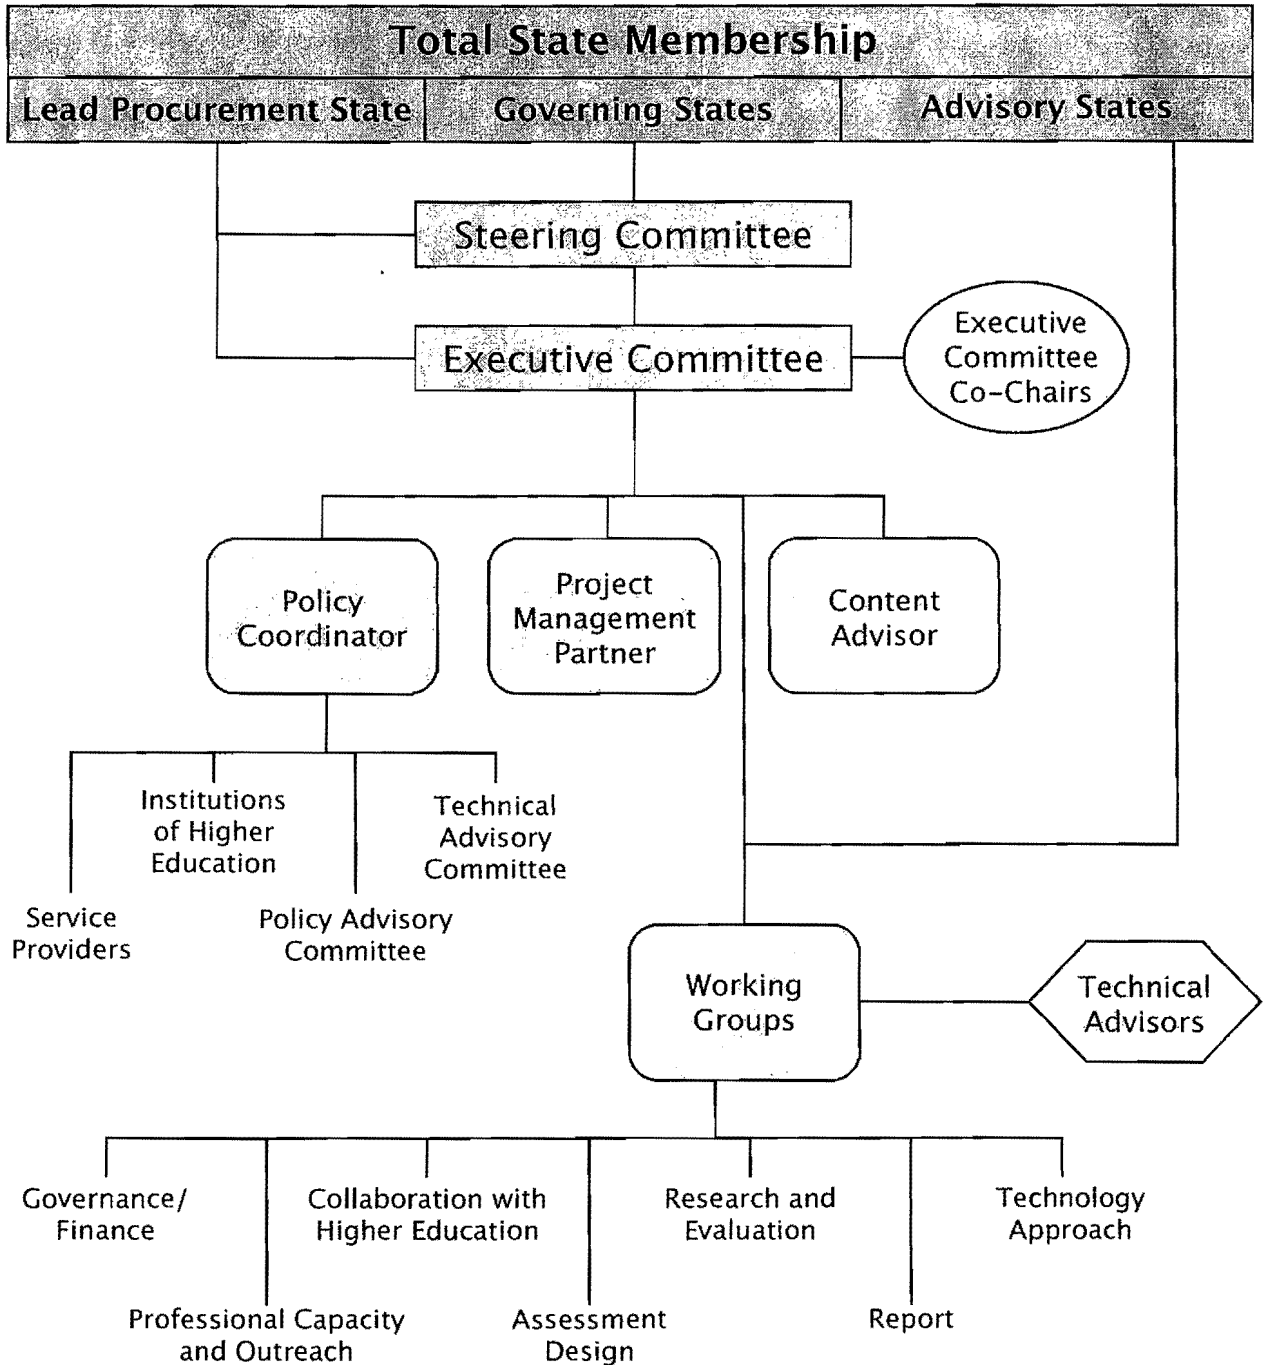 Total State Membership
Lead Procurement State
Governing States
Advisory States
Steering Committee
Executive Committee
Executive
Committee
Co-Chairs
Policy
Coordinator
Project
Management
Partner
Content
Advisor
Institutions
of Higher
Education
Technical
Advisory
Committee
Service
Providers
Policy Advisory
Committee
Working
Groups
Technical
Advisors
Governance/
Finance
Collaboration with
Higher Education
Research and
Evaluation
Technology
Approach
Professional Capacity
and Outreach
Assessment
Design
Report